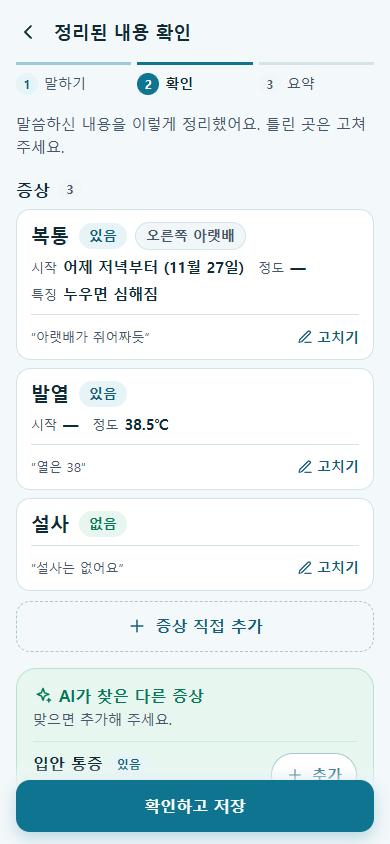 정리된 내용 확인
1 말하기 2 확인 3 요약
말씀하신 내용을 이렇게 정리했어요. 틀린 곳은 고쳐
주세요.
증상 3
복통 있음 오른쪽 아랫배
시작 어제 저녁부터 (11월 27일) 정도 —
특징 누우면 심해짐
“아랫배가 쥐어짜듯” 고치기
발열 있음
시작 — 정도 38.5℃
“열은 38” 고치기
설사 없음
“설사는 없어요” 고치기
+ 증상 직접 추가
AI가 찾은 다른 증상
맞으면 추가해 주세요.
입안 통증 있음 + 추가
확인하고 저장